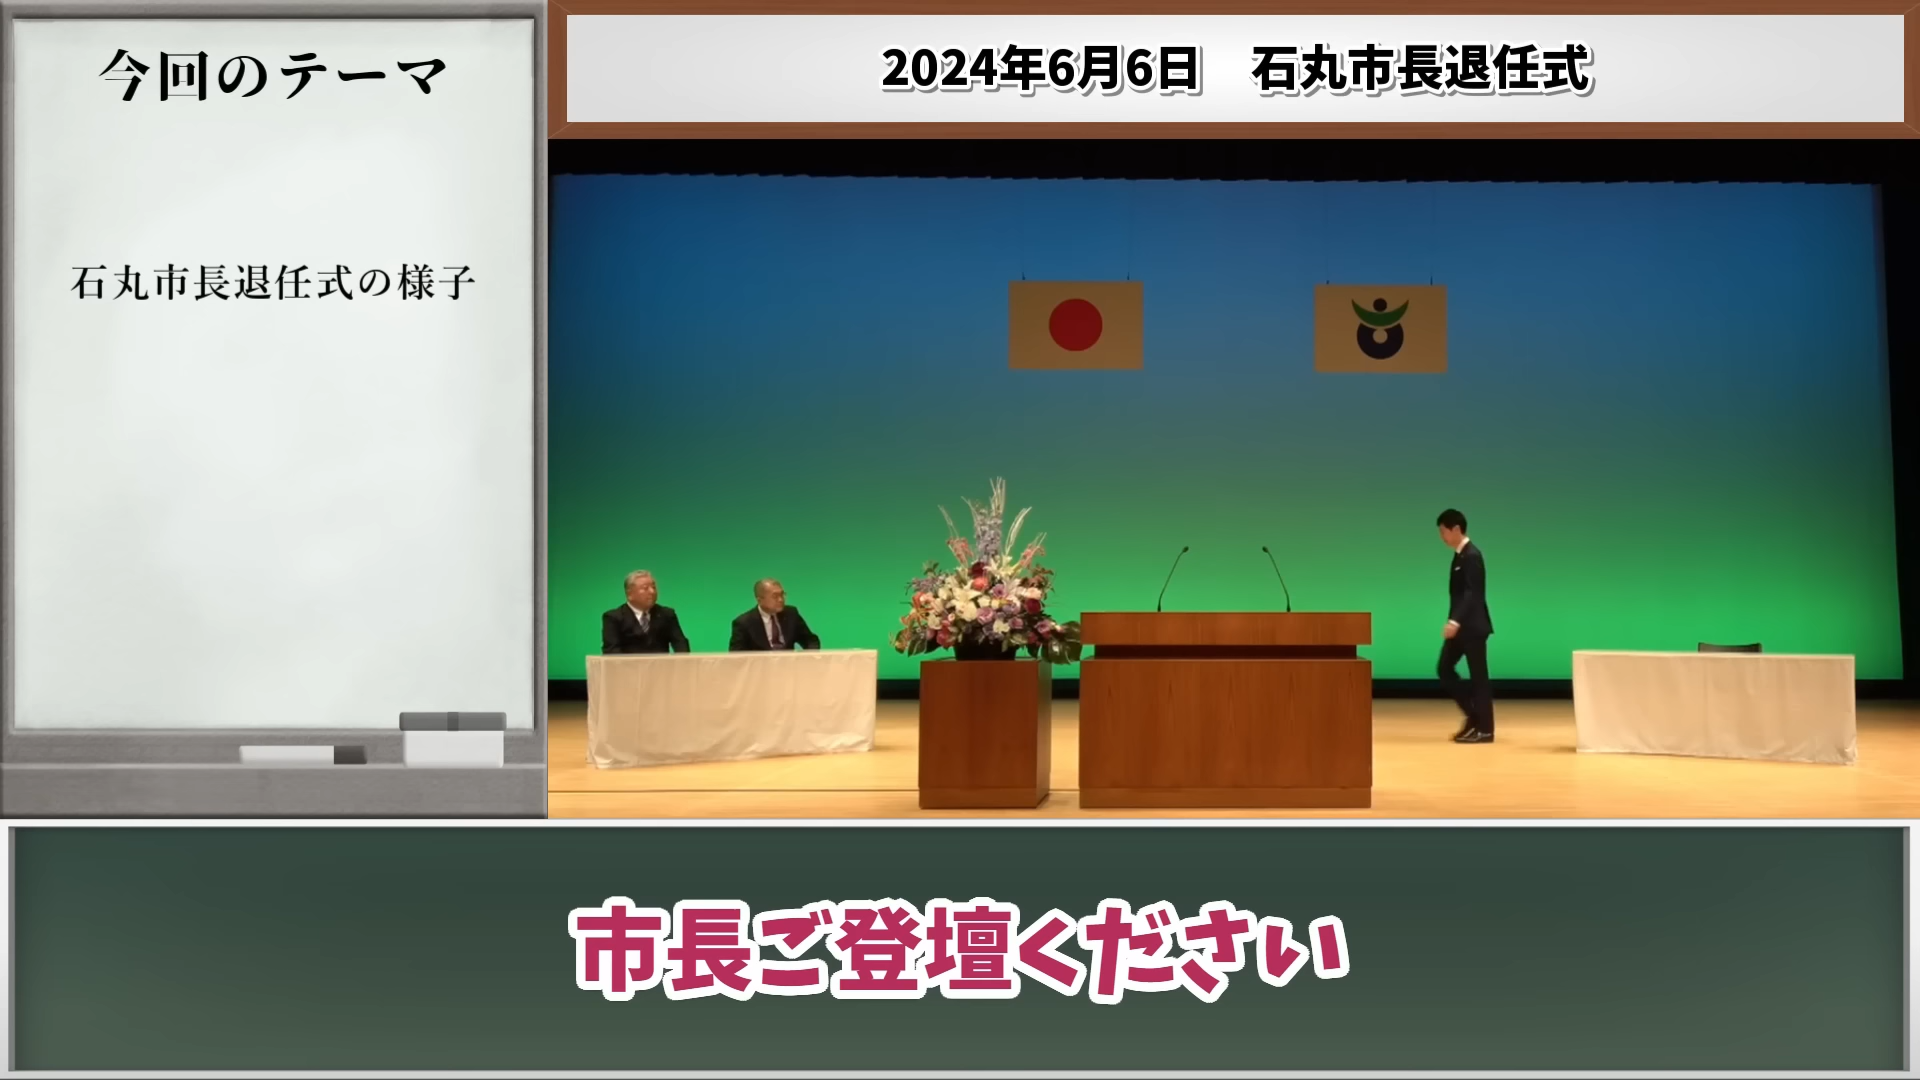 今回のテーマ
石丸市長退任式の様子
2024年6月6日　石丸市長退任式
市長ご登壇ください